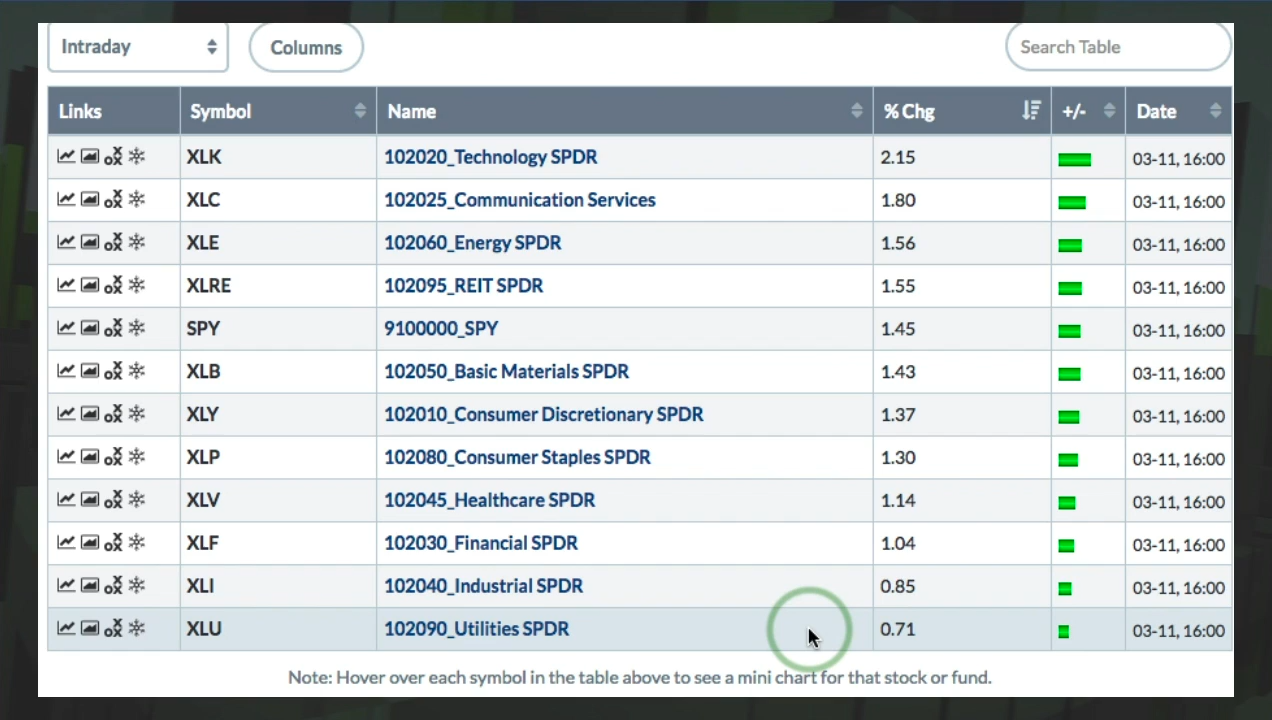 Intraday Columns Search Table
Links Symbol Name % Chg +/- Date
XLK 102020_Technology SPDR 2.15 03-11, 16:00
XLC 102025_Communication Services 1.80 03-11, 16:00
XLE 102060_Energy SPDR 1.56 03-11, 16:00
XLRE 102095_REIT SPDR 1.55 03-11, 16:00
SPY 9100000_SPY 1.45 03-11, 16:00
XLB 102050_Basic Materials SPDR 1.43 03-11, 16:00
XLY 102010_Consumer Discretionary SPDR 1.37 03-11, 16:00
XLP 102080_Consumer Staples SPDR 1.30 03-11, 16:00
XLV 102045_Healthcare SPDR 1.14 03-11, 16:00
XLF 102030_Financial SPDR 1.04 03-11, 16:00
XLI 102040_Industrial SPDR 0.85 03-11, 16:00
XLU 102090_Utilities SPDR 0.71 03-11, 16:00
Note: Hover over each symbol in the table above to see a mini chart for that stock or fund.